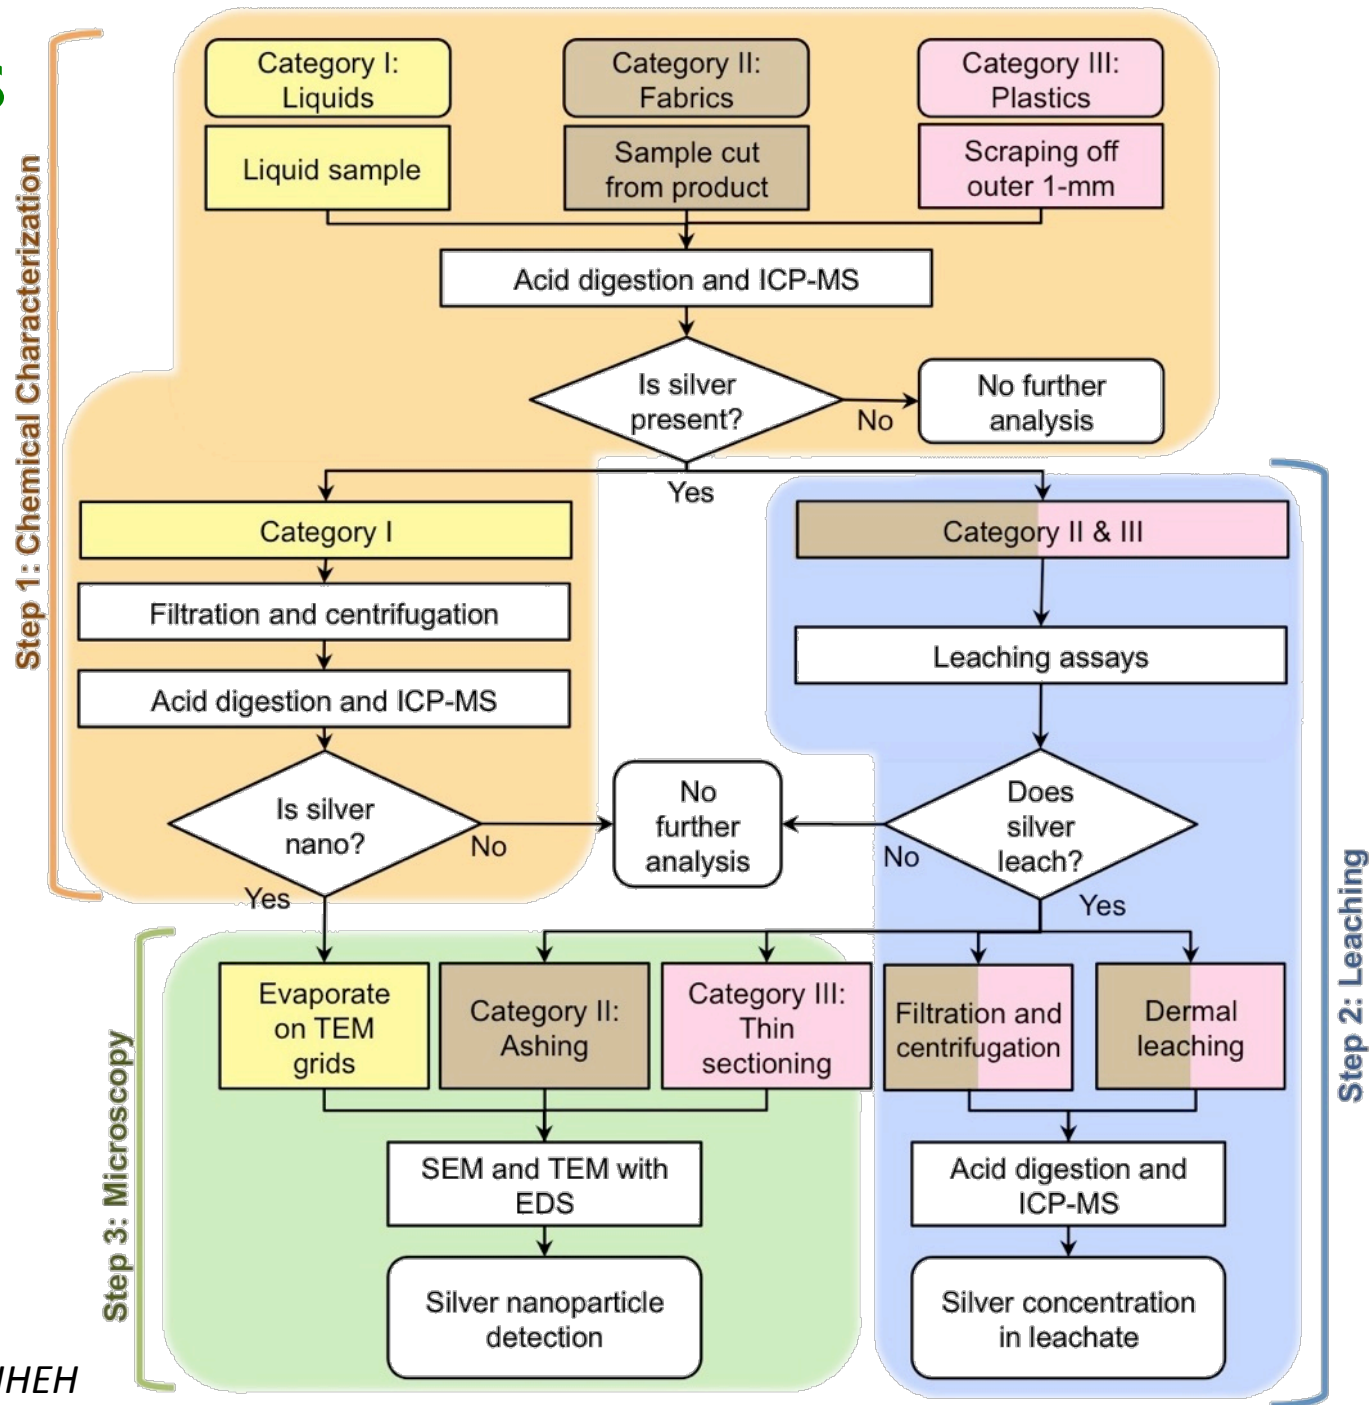 S
Step 1: Chemical Characterization
Category I:
Liquids
Category II:
Fabrics
Category III:
Plastics
Liquid sample
Sample cut
from product
Scraping off
outer 1-mm
Acid digestion and ICP-MS
Is silver
present?
No
No further
analysis
Yes
Category I
Category II & III
Filtration and centrifugation
Leaching assays
Acid digestion and ICP-MS
Is silver
nano?
No
Yes
No
further
analysis
Does
silver
leach?
No
Yes
Step 2: Leaching
Step 3: Microscopy
Evaporate
on TEM
grids
Category II:
Ashing
Category III:
Thin
sectioning
Filtration and
centrifugation
Dermal
leaching
SEM and TEM with
EDS
Acid digestion and
ICP-MS
Silver nanoparticle
detection
Silver concentration
in leachate